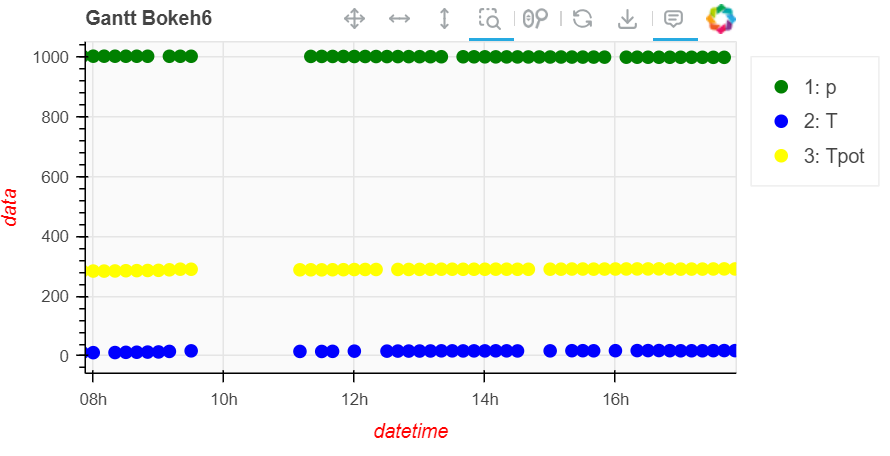 Gantt Bokeh6
1000
800
600
400
200
0
data
08h 10h 12h 14h 16h
datetime
1: p
2: T
3: Tpot